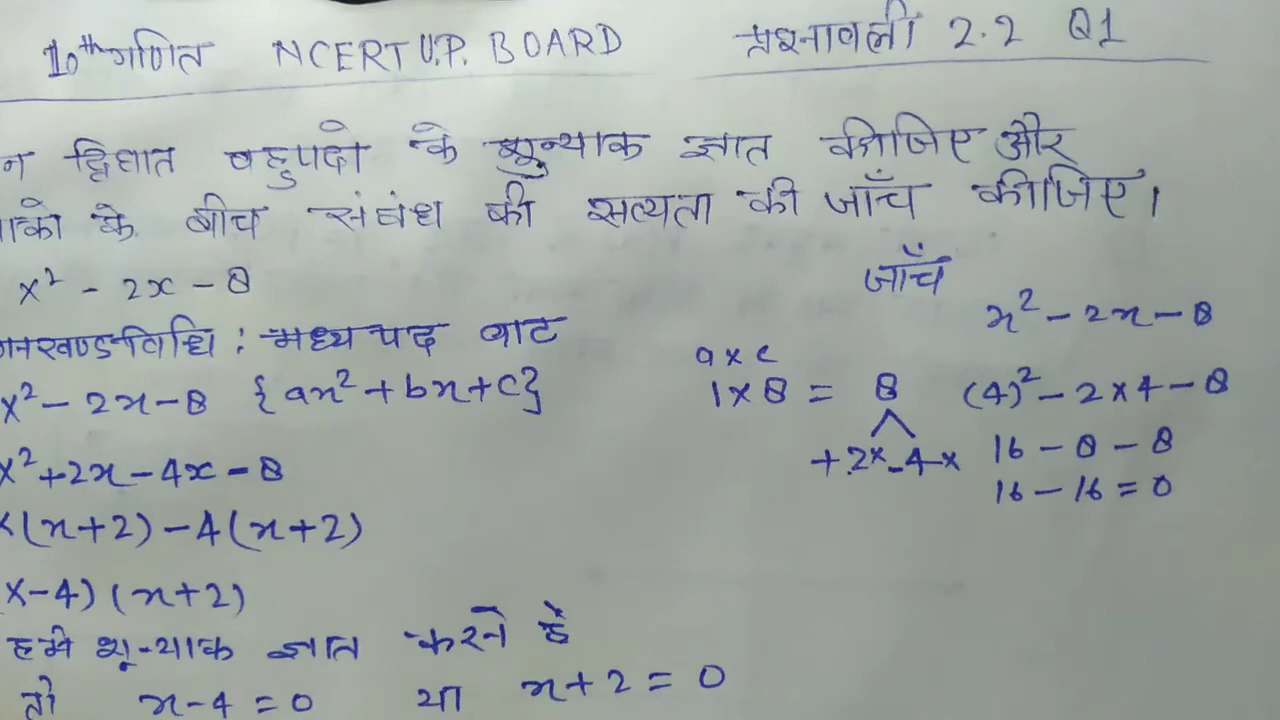 10th गणित NCERT U.P. BOARD प्रश्नावली 2.2 Q1
न द्विघात बहुपदो के शून्याक ज्ञात कीजिए और
ाको के बीच संबंध की सत्यता की जाँच कीजिए।
x² - 2x - 8
नखण्डविधि : मध्य पद बाट
x² - 2x - 8 {ax² + bx + c}
x² + 2x - 4x - 8
x(x+2) - 4(x+2)
x-4) (x+2)
हमे शून्याक ज्ञात करने है
तो x-4 = 0 या x+2 = 0
जाँच
a x c
1 x 8 = 8
+2x -4x
x² - 2x - 8
(4)² - 2 x 4 - 8
16 - 8 - 8
16 - 16 = 0